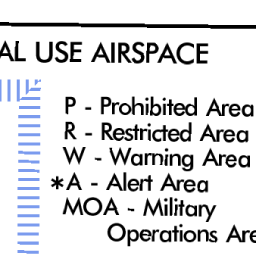 AL USE AIRSPACE
P - Prohibited Area
R - Restricted Area
W - Warning Area
*A - Alert Area
MOA - Military
Operations Are